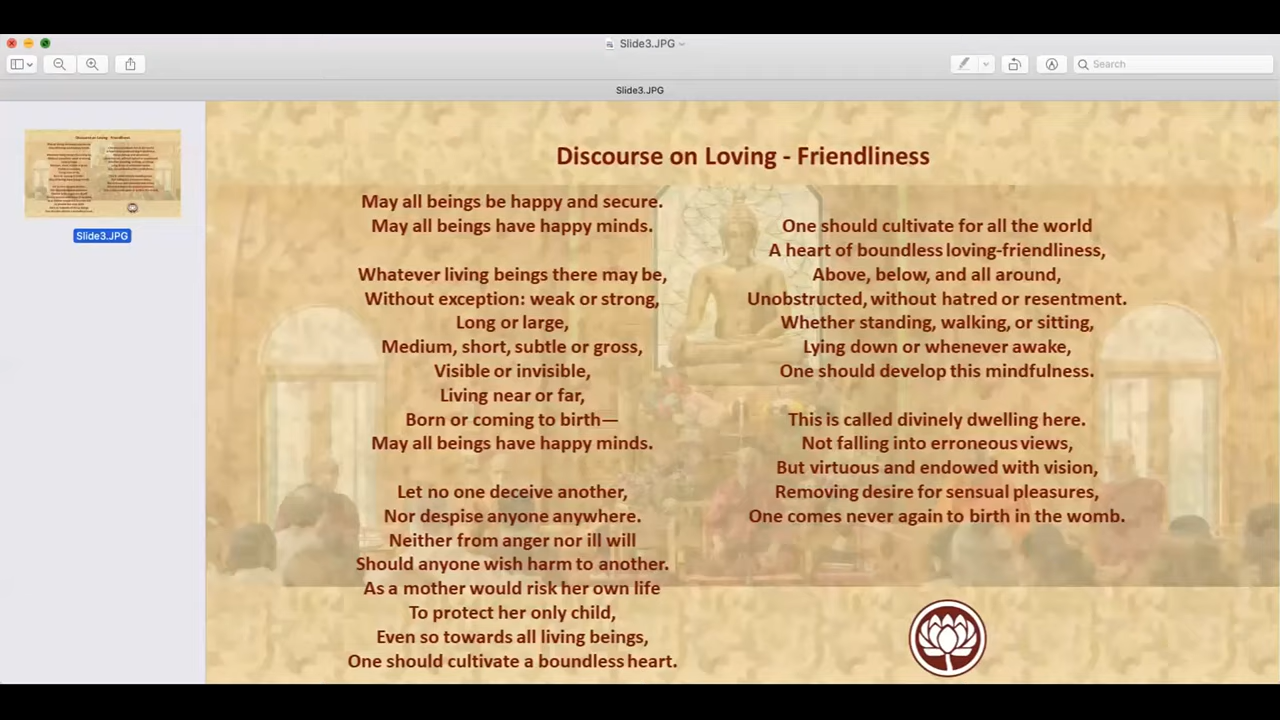 Slide3.JPG
Search
Slide3.JPG
Slide3.JPG
Discourse on Loving - Friendliness
May all beings be happy and secure.
May all beings have happy minds.
Whatever living beings there may be,
Without exception: weak or strong,
Long or large,
Medium, short, subtle or gross,
Visible or invisible,
Living near or far,
Born or coming to birth—
May all beings have happy minds.
Let no one deceive another,
Nor despise anyone anywhere.
Neither from anger nor ill will
Should anyone wish harm to another.
As a mother would risk her own life
To protect her only child,
Even so towards all living beings,
One should cultivate a boundless heart.
One should cultivate for all the world
A heart of boundless loving-friendliness,
Above, below, and all around,
Unobstructed, without hatred or resentment.
Whether standing, walking, or sitting,
Lying down or whenever awake,
One should develop this mindfulness.
This is called divinely dwelling here.
Not falling into erroneous views,
But virtuous and endowed with vision,
Removing desire for sensual pleasures,
One comes never again to birth in the womb.